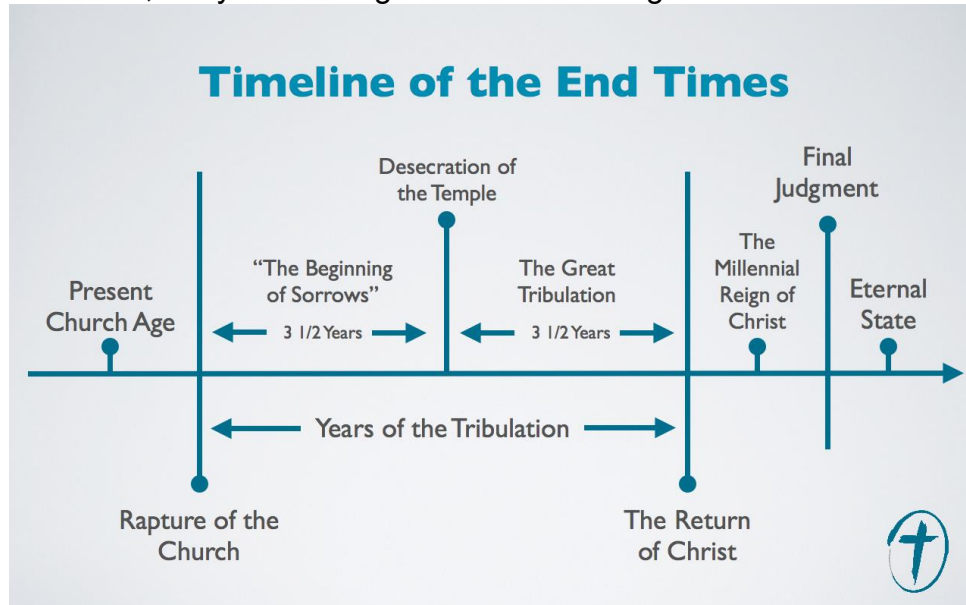 Timeline of the End Times
Desecration of
the Temple
Final
Judgment
"The Beginning
of Sorrows"
3 1/2 Years
The Great
Tribulation
3 1/2 Years
The
Millennial
Reign of
Christ
Present
Church Age
Eternal
State
Years of the Tribulation
Rapture of the
Church
The Return
of Christ